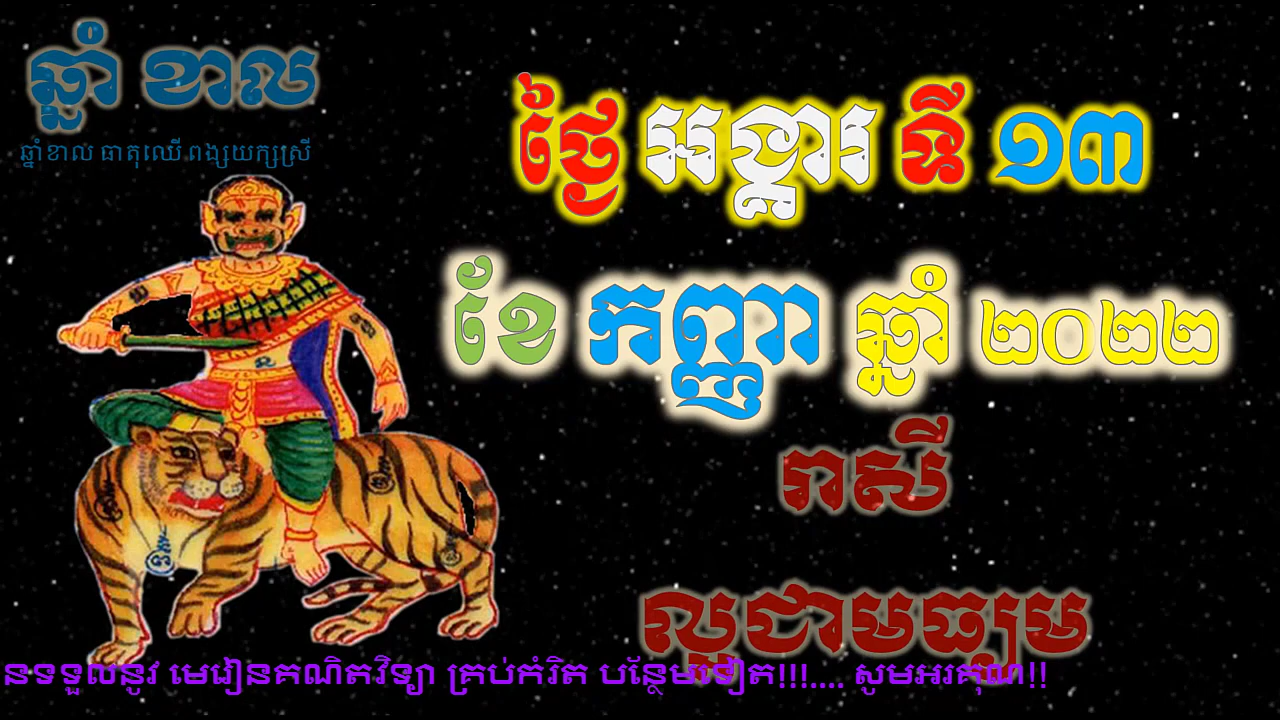 ឆ្នាំ ខាល
ឆ្នាំខាល ធាតុឈើ ពង្សយក្សស្រី
ថ្ងៃ អង្គារ ទី ១៣
ខែ កញ្ញា ឆ្នាំ ២០២២
រាសី
ល្អជាមធ្យម
នទទួលនូវ មេរៀនគណិតវិទ្យា គ្រប់កំរិត បន្ថែមទៀត!!!.... សូមអរគុណ!!